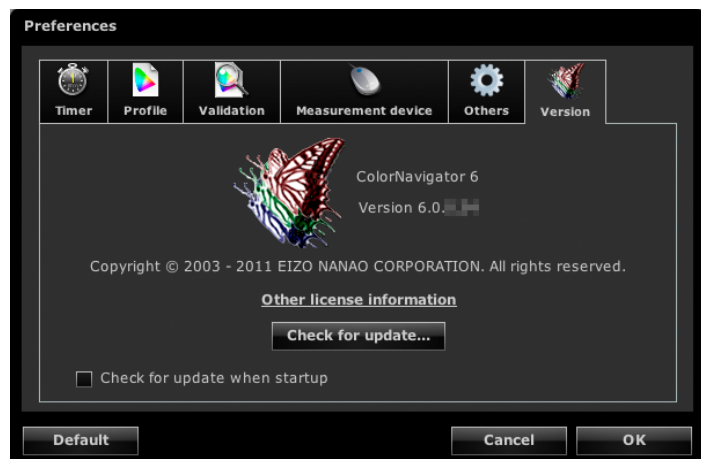 Preferences
Timer Profile Validation Measurement device Others Version
ColorNavigator 6
Version 6.0.
Copyright © 2003 - 2011 EIZO NANAO CORPORATION. All rights reserved.
Other license information
Check for update...
Check for update when startup
Default Cancel OK